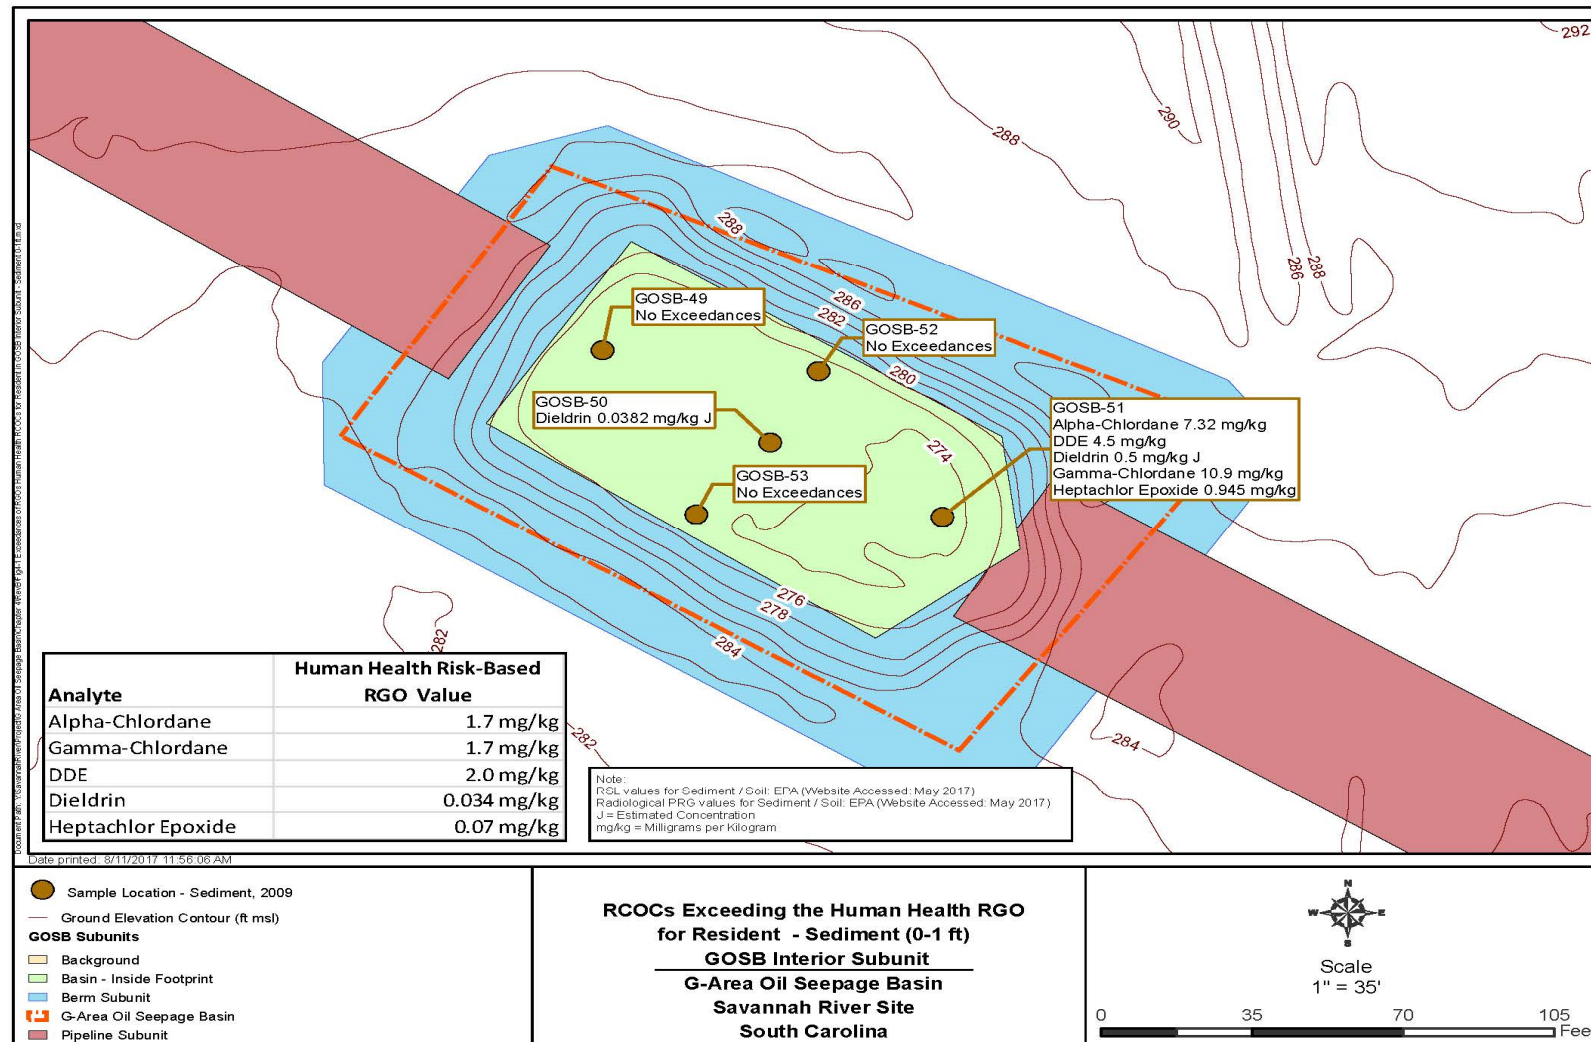 292
290
288
288
286
288
286
282
280
274
276
278
284
282
282
284
GOSB-49
No Exceedances
GOSB-52
No Exceedances
GOSB-50
Dieldrin 0.0382 mg/kg J
GOSB-53
No Exceedances
GOSB-51
Alpha-Chlordane 7.32 mg/kg
DDE 4.5 mg/kg
Dieldrin 0.5 mg/kg J
Gamma-Chlordane 10.9 mg/kg
Heptachlor Epoxide 0.945 mg/kg
Analyte Human Health Risk-Based RGO Value
Alpha-Chlordane 1.7 mg/kg
Gamma-Chlordane 1.7 mg/kg
DDE 2.0 mg/kg
Dieldrin 0.034 mg/kg
Heptachlor Epoxide 0.07 mg/kg
Note:
RSL values for Sediment / Soil: EPA (Website Accessed: May 2017)
Radiological PRG values for Sediment / Soil: EPA (Website Accessed: May 2017)
J = Estimated Concentration
mg/kg = Milligrams per Kilogram
Date printed: 8/11/2017 11:56:06 AM
Sample Location - Sediment, 2009
Ground Elevation Contour (ft msl)
GOSB Subunits
Background
Basin - Inside Footprint
Berm Subunit
G-Area Oil Seepage Basin
Pipeline Subunit
RCOCs Exceeding the Human Health RGO
for Resident - Sediment (0-1 ft)
GOSB Interior Subunit
G-Area Oil Seepage Basin
Savannah River Site
South Carolina
N
W E
S
Scale
1" = 35'
0 35 70 105
Fee